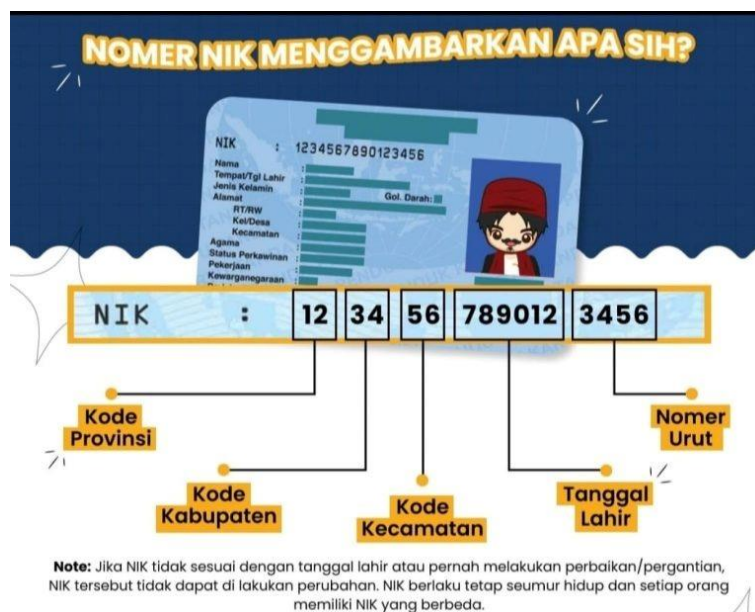 NOMER NIK MENGGAMBARKAN APA SIH?
NIK : 1234567890123456
Nama :
Tempat/Tgl Lahir :
Jenis Kelamin : Gol. Darah:
Alamat :
RT/RW :
Kel/Desa :
Kecamatan :
Agama :
Status Perkawinan :
Pekerjaan :
Kewarganegaraan :
NIK : 12 34 56 789012 3456
Kode
Provinsi
Nomer
Urut
Kode
Kabupaten
Kode
Kecamatan
Tanggal
Lahir
Note: Jika NIK tidak sesuai dengan tanggal lahir atau pernah melakukan perbaikan/pergantian,
NIK tersebut tidak dapat di lakukan perubahan. NIK berlaku tetap seumur hidup dan setiap orang
memiliki NIK yang berbeda.